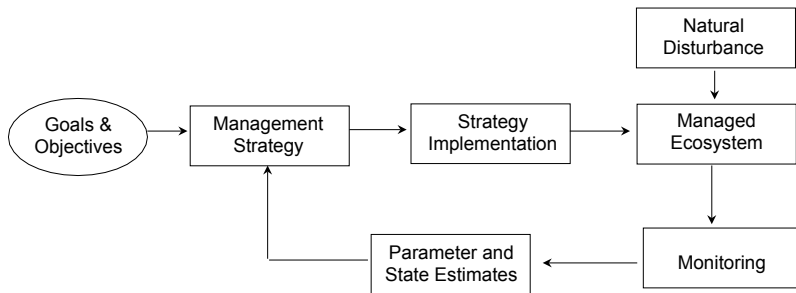 Natural
Disturbance
Goals &
Objectives
Management
Strategy
Strategy
Implementation
Managed
Ecosystem
Parameter and
State Estimates
Monitoring